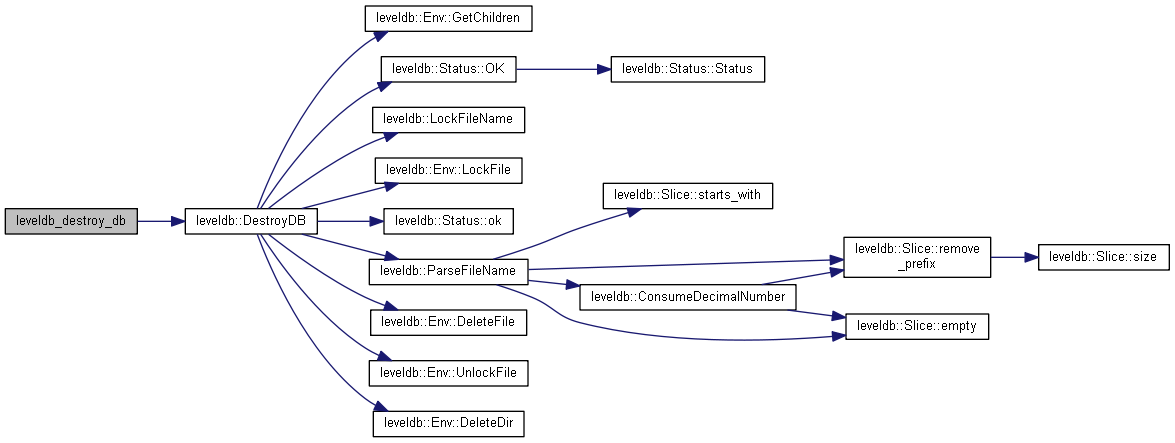 leveldb::Env::GetChildren
leveldb::Status::OK
leveldb::Status::Status
leveldb::LockFileName
leveldb::Env::LockFile
leveldb::Slice::starts_with
leveldb_destroy_db
leveldb::DestroyDB
leveldb::Status::ok
leveldb::Slice::remove
_prefix
leveldb::Slice::size
leveldb::ParseFileName
leveldb::ConsumeDecimalNumber
leveldb::Env::DeleteFile
leveldb::Slice::empty
leveldb::Env::UnlockFile
leveldb::Env::DeleteDir